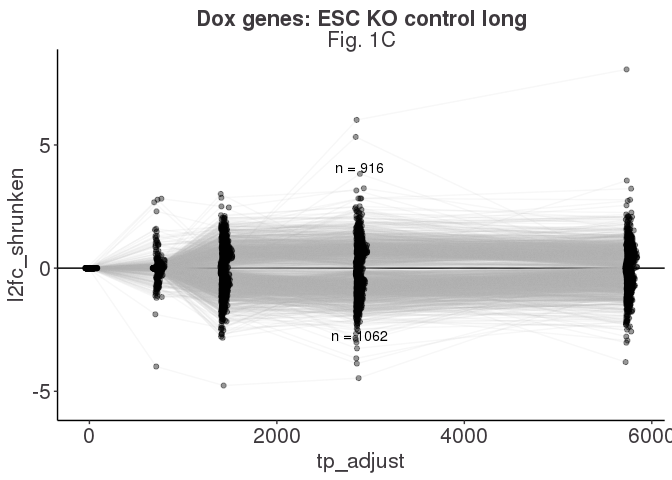 Dox genes: ESC KO control long
Fig. 1C
l2fc_shrunken
5
0
-5
n = 916
n = 1062
0
2000
4000
6000
tp_adjust